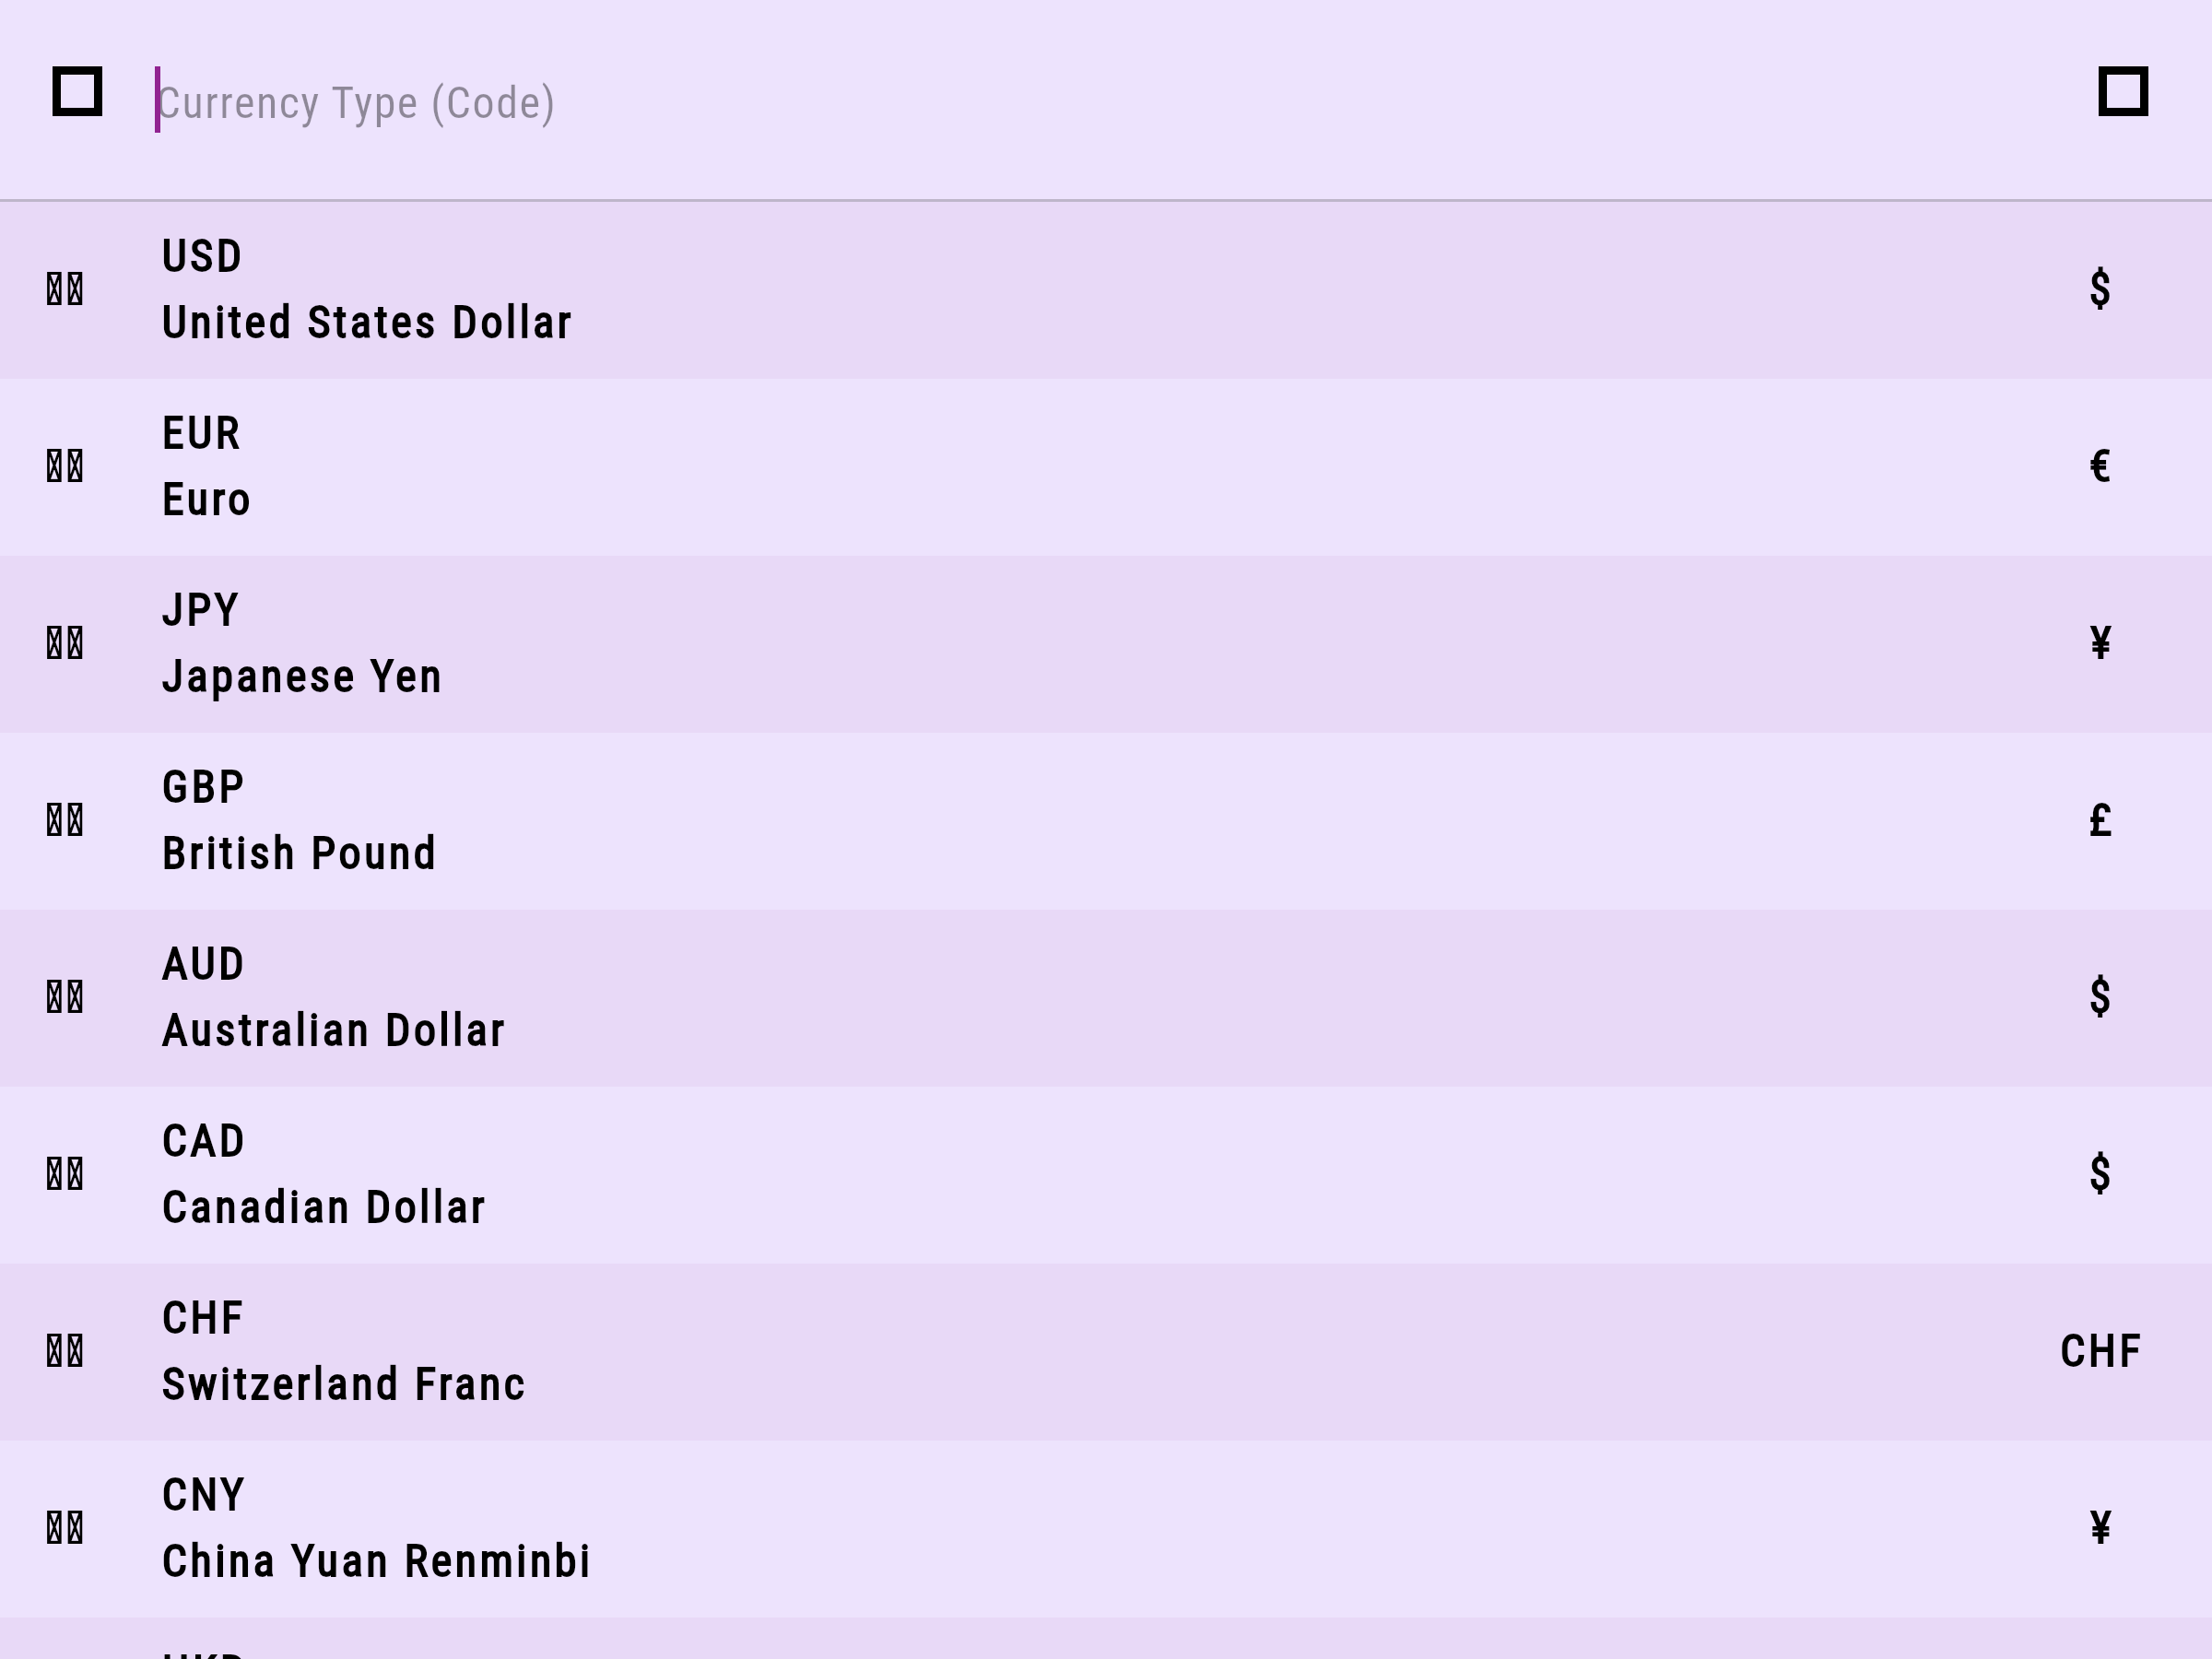 Currency Type (Code)
USD
United States Dollar
$
EUR
Euro
€
JPY
Japanese Yen
¥
GBP
British Pound
£
AUD
Australian Dollar
$
CAD
Canadian Dollar
$
CHF
Switzerland Franc
CHF
CNY
China Yuan Renminbi
¥